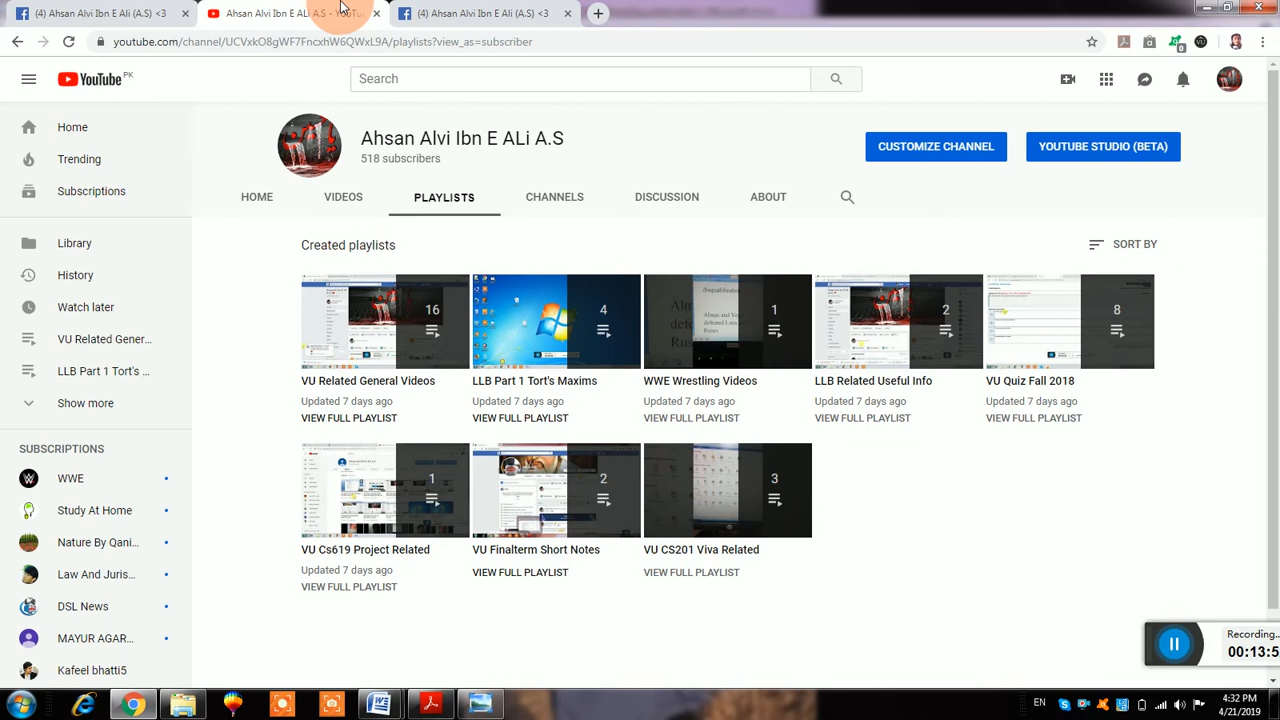 (4) Ahsan Alvi Ibn E Ali (A.S) <3
Ahsan Alvi Ibn E ALi A.S - YouTu
(4) Ahsan Alvi Ibn E Ali (A.S)
youtube.com/channel/UCVxkO8gWF7FncxhW6QWxL9A/playlists?view_as=subscriber
YouTube PK
Search
Home
Trending
Subscriptions
Library
History
Watch later
VU Related Gen...
LLB Part 1 Tort's...
Show more
SUBSCRIPTIONS
WWE
Study At Home
Nature By Qani...
Law And Juris...
DSL News
MAYUR AGAR...
Kafeel bhatti5
Ahsan Alvi Ibn E ALi A.S
518 subscribers
CUSTOMIZE CHANNEL
YOUTUBE STUDIO (BETA)
HOME
VIDEOS
PLAYLISTS
CHANNELS
DISCUSSION
ABOUT
Created playlists
SORT BY
16
4
1
2
8
VU Related General Videos
Updated 7 days ago
VIEW FULL PLAYLIST
LLB Part 1 Tort's Maxims
Updated 7 days ago
VIEW FULL PLAYLIST
WWE Wrestling Videos
Updated 7 days ago
VIEW FULL PLAYLIST
LLB Related Useful Info
Updated 7 days ago
VIEW FULL PLAYLIST
VU Quiz Fall 2018
Updated 7 days ago
VIEW FULL PLAYLIST
1
2
3
VU Cs619 Project Related
Updated 7 days ago
VIEW FULL PLAYLIST
VU Finalterm Short Notes
VIEW FULL PLAYLIST
VU CS201 Viva Related
VIEW FULL PLAYLIST
Recording...
00:13:5
EN
4:32 PM
4/21/2019